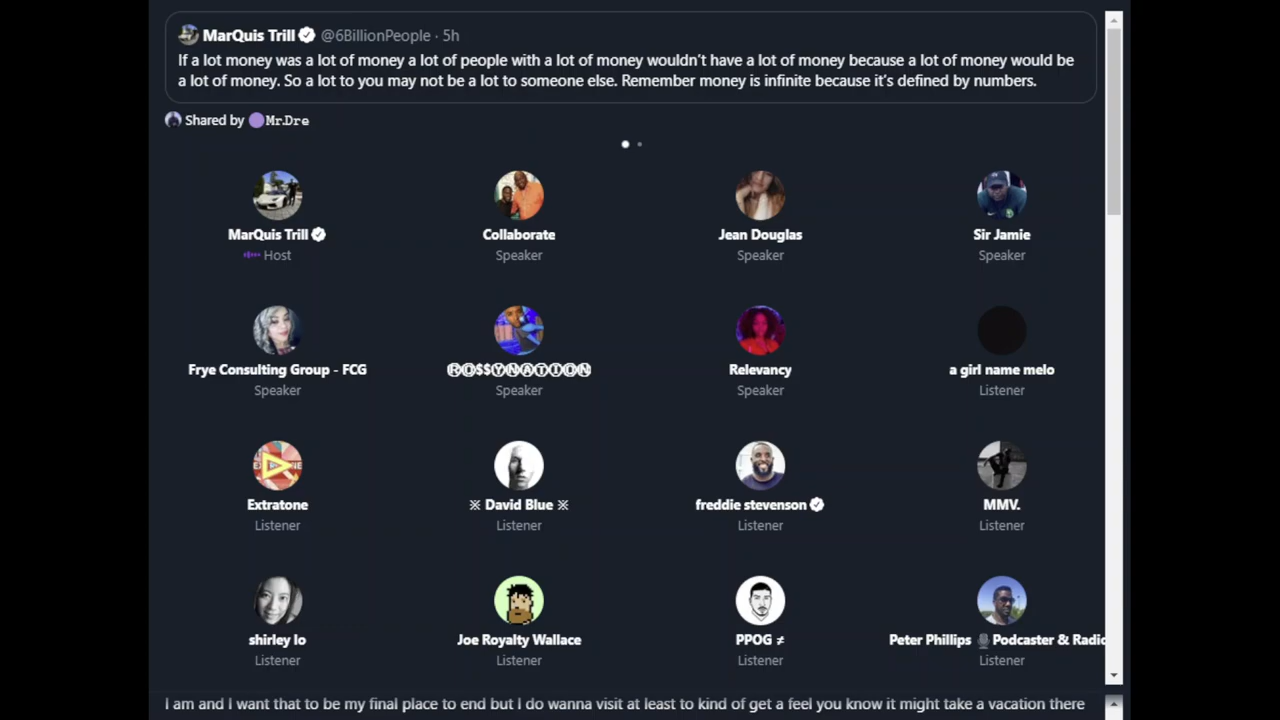 MarQuis Trill @6BillionPeople · 5h
If a lot money was a lot of money a lot of people with a lot of money wouldn't have a lot of money because a lot of money would be
a lot of money. So a lot to you may not be a lot to someone else. Remember money is infinite because it's defined by numbers.
Shared by Mr.Dre
MarQuis Trill Collaborate Jean Douglas Sir Jamie
Host Speaker Speaker Speaker
Frye Consulting Group - FCG ⓇⓄ$$ⓎⓃⒶⓉⒾⓄⓃ Relevancy a girl name melo
Speaker Speaker Speaker Listener
Extratone ※ David Blue ※ freddie stevenson MMV.
Listener Listener Listener Listener
shirley lo Joe Royalty Wallace PPOG ≠ Peter Phillips 🎙Podcaster & Radio
Listener Listener Listener Listener
I am and I want that to be my final place to end but I do wanna visit at least to kind of get a feel you know it might take a vacation there